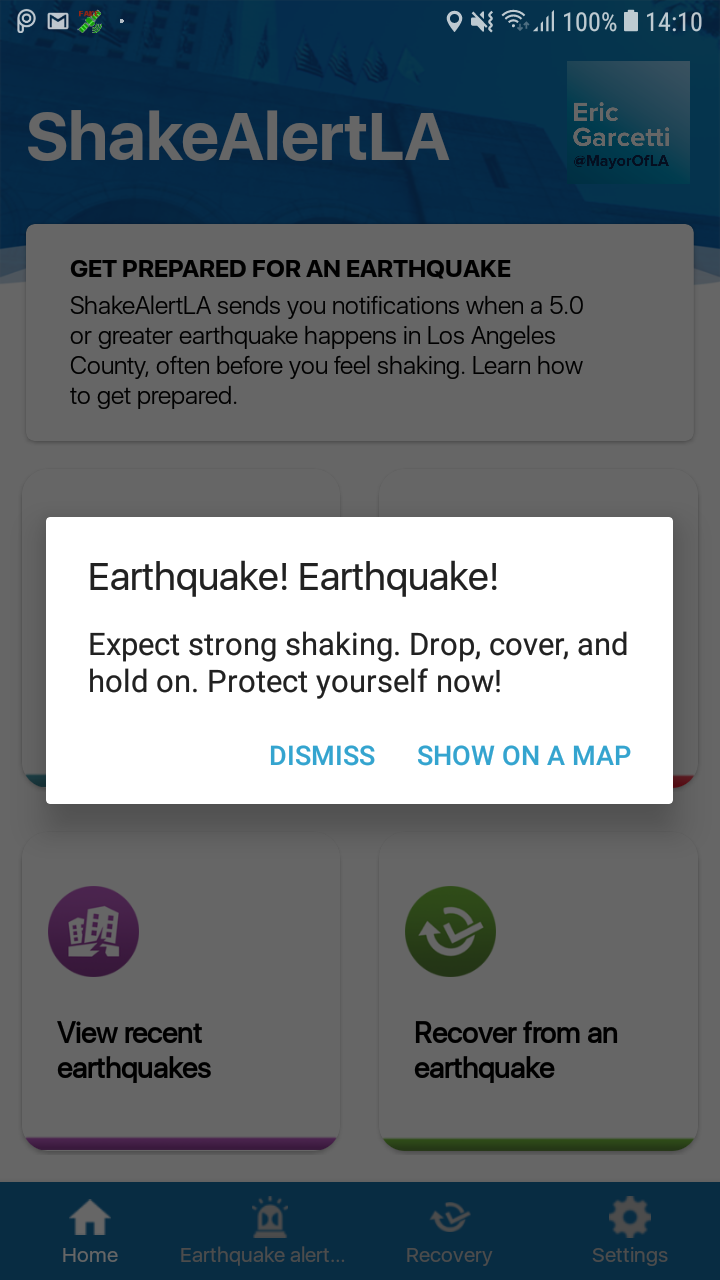 100% 14:10
ShakeAlertLA
Eric
Garcetti
@MayorOfLA
GET PREPARED FOR AN EARTHQUAKE
ShakeAlertLA sends you notifications when a 5.0
or greater earthquake happens in Los Angeles
County, often before you feel shaking. Learn how
to get prepared.
Earthquake! Earthquake!
Expect strong shaking. Drop, cover, and
hold on. Protect yourself now!
DISMISS SHOW ON A MAP
View recent
earthquakes
Recover from an
earthquake
Home Earthquake alert... Recovery Settings